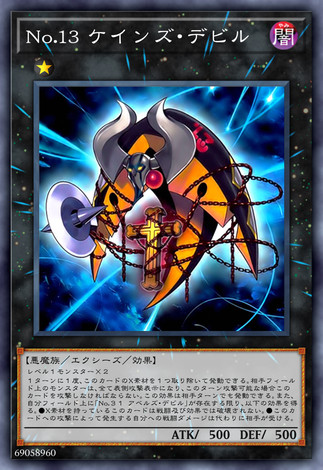 No.13 ケインズ・デビル
やみ
闇
【悪魔族／エクシーズ／効果】
レベル１モンスター×２
１ターンに１度、このカードのX素材を１つ取り除いて発動できる。相手フィールド上のモンスターは、全て表側攻撃表示になり、このターン攻撃可能な場合このカードを攻撃しなければならない。この効果は相手ターンでも発動できる。また、自分フィールド上に「No.３１ アベルズ・デビル」が存在する限り、以下の効果を得る。●X素材を持っているこのカードは戦闘及び効果では破壊されない。●このカードへの攻撃によって発生する自分への戦闘ダメージは代わりに相手が受ける。
ATK/ 500 DEF/ 500
69058960